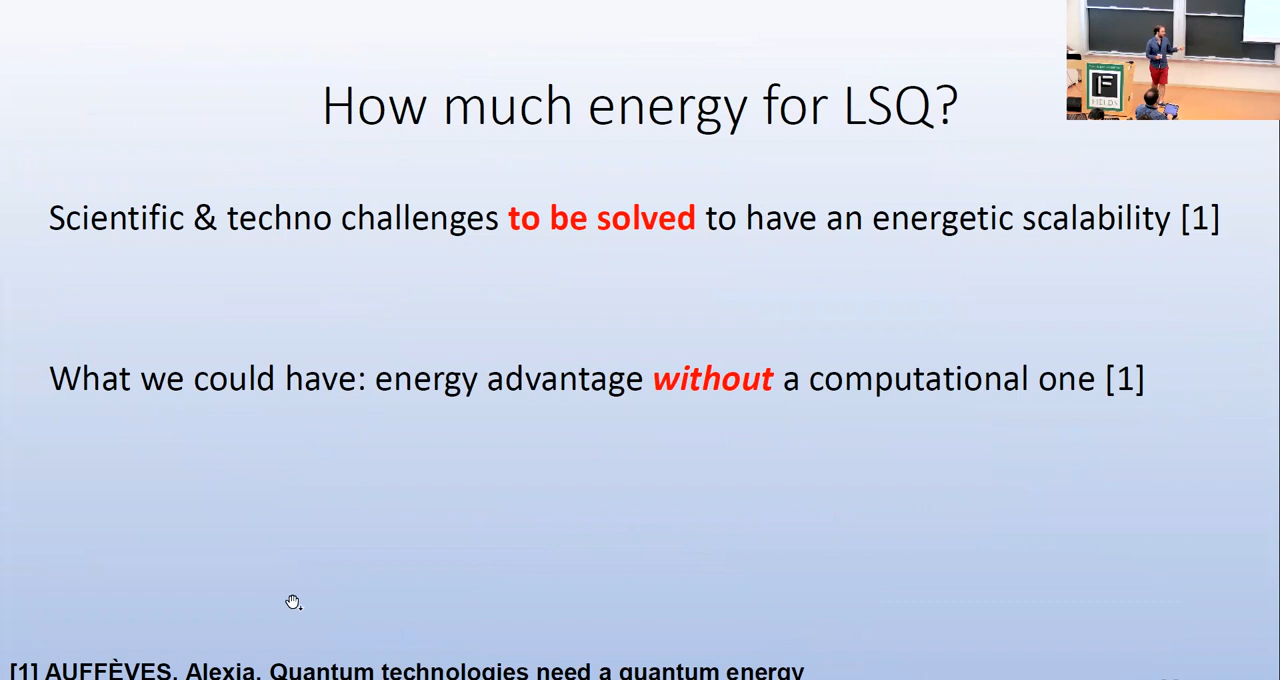 How much energy for LSQ?
Scientific & techno challenges to be solved to have an energetic scalability [1]
What we could have: energy advantage without a computational one [1]
[1] AUFFÈVES, Alexia. Quantum technologies need a quantum energy
FIELDS